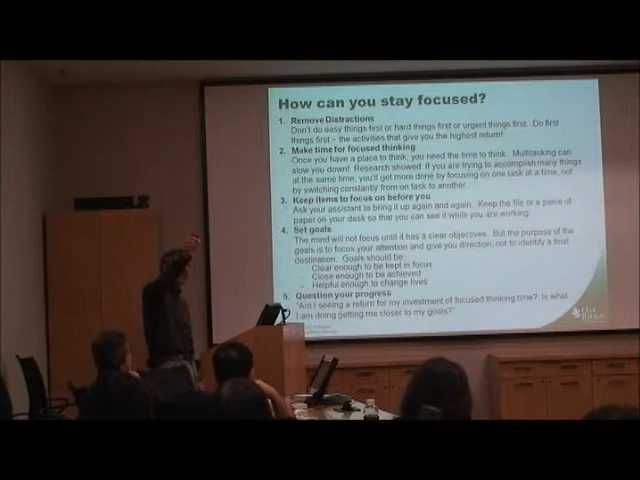 How can you stay focused?
1. Remove Distractions
Don't do easy things first or hard things first or urgent things first. Do first
things first – the activities that give you the highest return!
2. Make time for focused thinking
Once you have a place to think, you need the time to think. Multitasking can
slow you down! Research showed: If you are trying to accomplish many things
at the same time, you'll get more done by focusing on one task at a time, not
by switching constantly from on task to another.
3. Keep items to focus on before you
Ask your assistant to bring it up again and again. Keep the file or a piece of
paper on your desk so that you can see it while you are working.
4. Set goals
The mind will not focus until it has a clear objectives. But the purpose of the
goals is to focus your attention and give you direction, not to identify a final
destination. Goals should be:
- Clear enough to be kept in focus
- Close enough to be achieved
- Helpful enough to change lives
5. Question your progress
"Am I seeing a return for my investment of focused thinking time? Is what
I am doing getting me closer to my goals?"